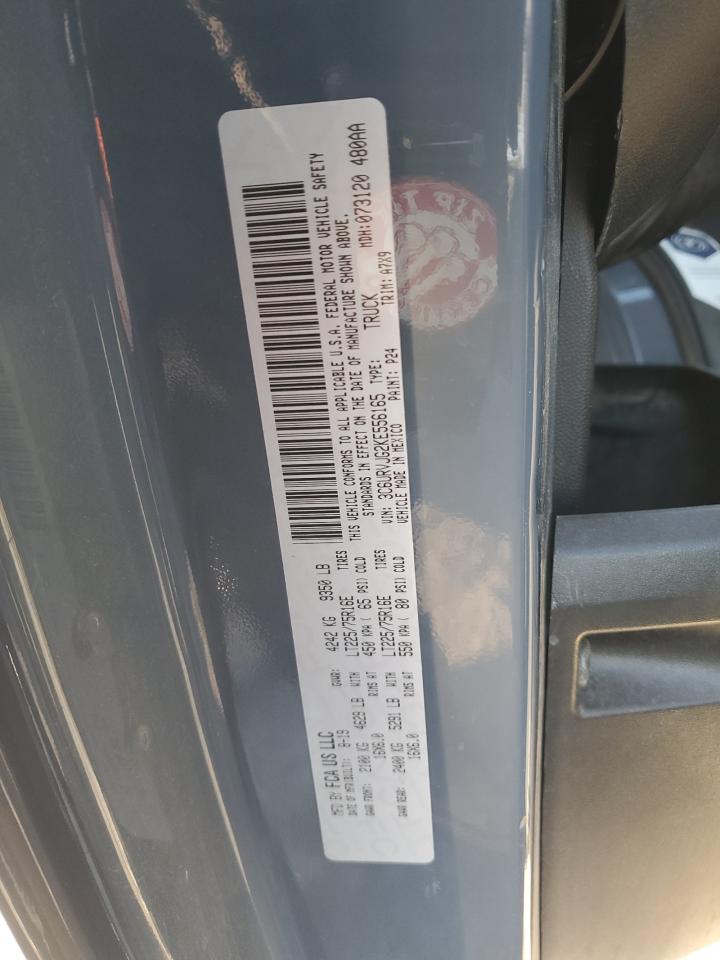 MFD BY FCA US LLC
DATE OF MFR/BUILT: 8-19 GVWR: 4242 KG 9350 LB
GAWR FRONT: 2100 KG 4629 LB WITH LT225/75R16E TIRES
16X6.0 RIMS AT 450 KPA ( 65 PSI) COLD
GAWR REAR: 2400 KG 5291 LB WITH LT225/75R16E TIRES
16X6.0 RIMS AT 550 KPA ( 80 PSI) COLD
THIS VEHICLE CONFORMS TO ALL APPLICABLE U.S.A. FEDERAL MOTOR VEHICLE SAFETY
STANDARDS IN EFFECT ON THE DATE OF MANUFACTURE SHOWN ABOVE.
VIN: 3C6URVJG2KE556165 TYPE: TRUCK MDH:073120 480AA
VEHICLE MADE IN MEXICO PAINT: P24 TRIM: A7X9